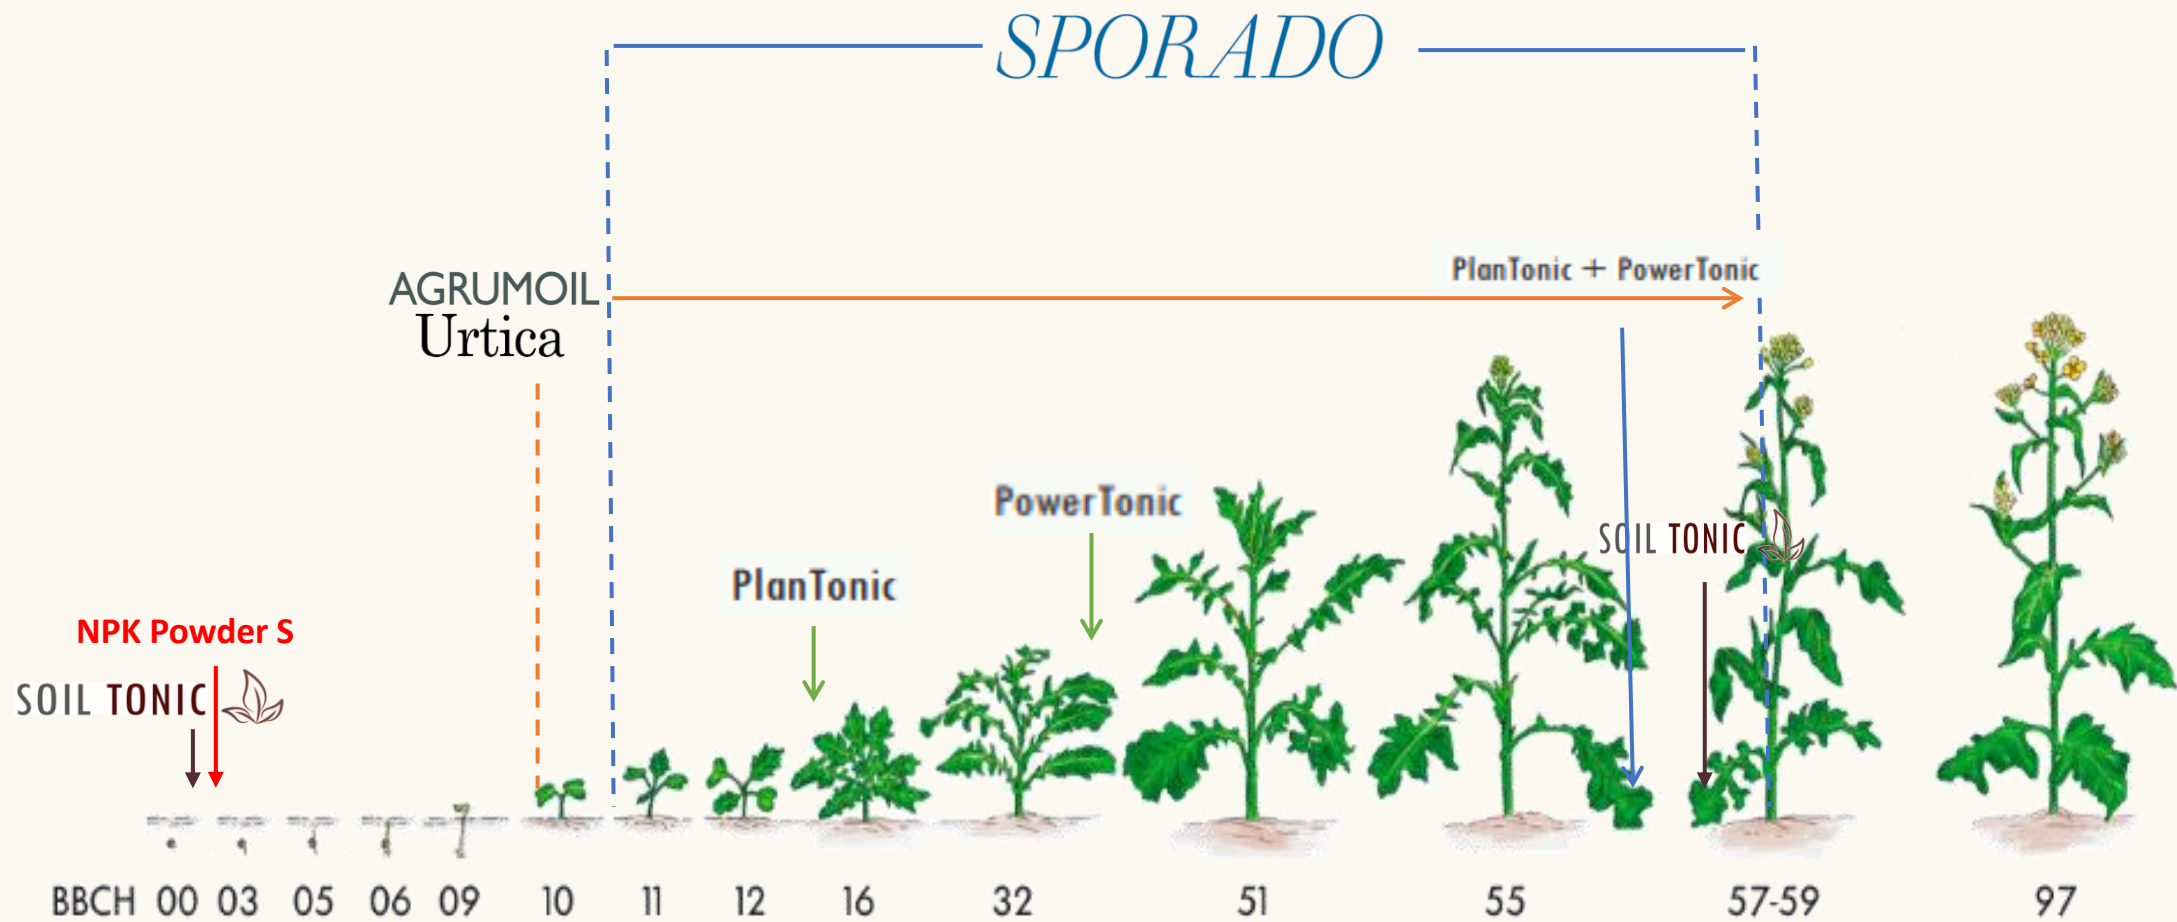 SPORADO
PlanTonic + PowerTonic
AGRUMOIL
Urtica
PowerTonic
SOIL TONIC
PlanTonic
NPK Powder S
SOIL TONIC
BBCH 00 03 05 06 09 10 11 12 16 32 51 55 57-59 97